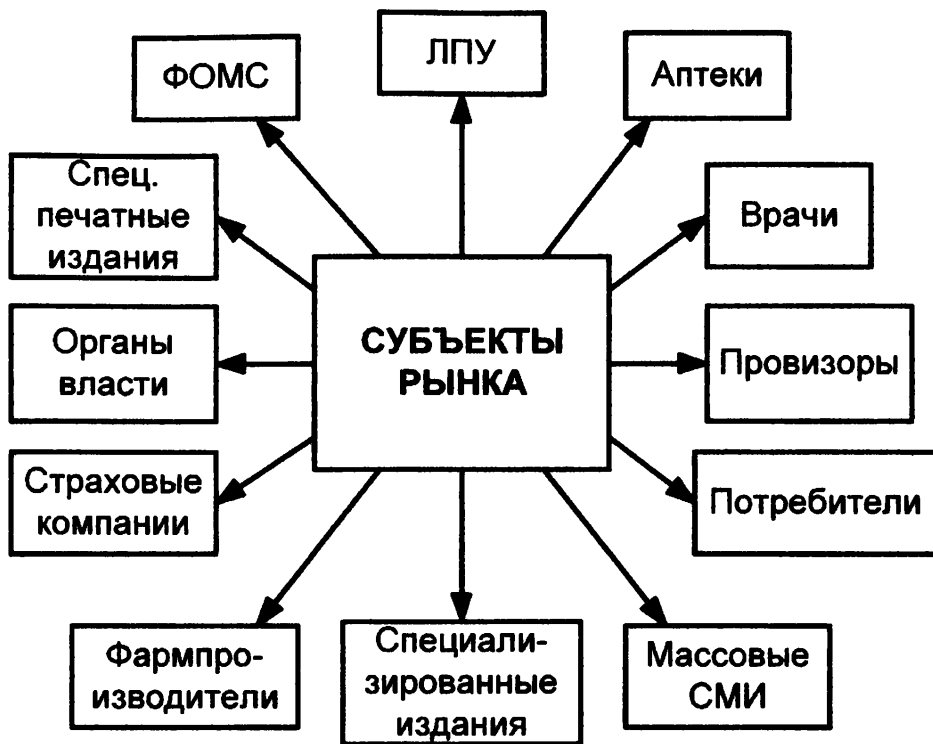 ФОМС
ЛПУ
Аптеки
Спец.
печатные
издания
Врачи
СУБЪЕКТЫ
РЫНКА
Органы
власти
Провизоры
Страховые
компании
Потребители
Фармпро-
изводители
Специали-
зированные
издания
Массовые
СМИ